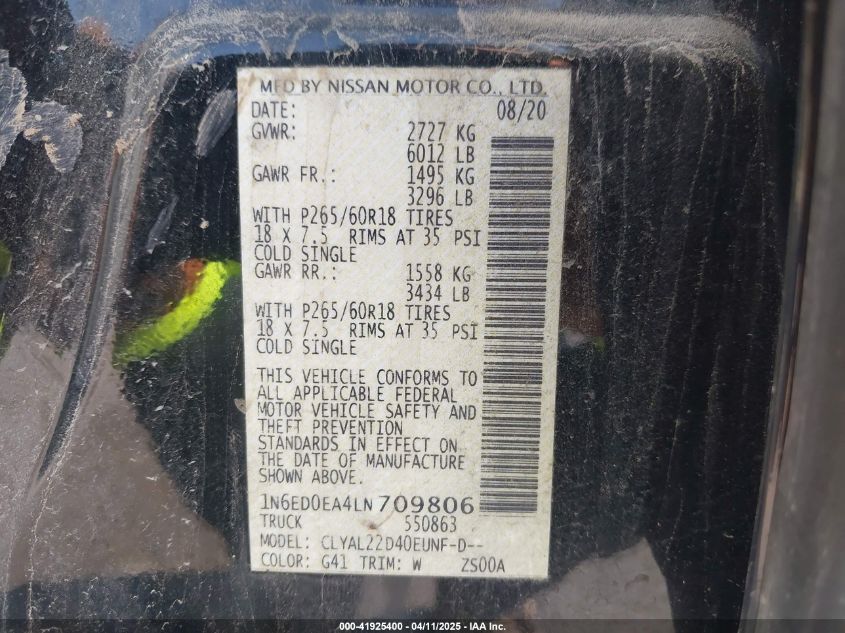 MFD BY NISSAN MOTOR CO., LTD.
DATE: 08/20
GVWR: 2727 KG
6012 LB
GAWR FR.: 1495 KG
3296 LB
WITH P265/60R18 TIRES
18 X 7.5 RIMS AT 35 PSI
COLD SINGLE
GAWR RR.: 1558 KG
3434 LB
WITH P265/60R18 TIRES
18 X 7.5 RIMS AT 35 PSI
COLD SINGLE
THIS VEHICLE CONFORMS TO
ALL APPLICABLE FEDERAL
MOTOR VEHICLE SAFETY AND
THEFT PREVENTION
STANDARDS IN EFFECT ON
THE DATE OF MANUFACTURE
SHOWN ABOVE.
1N6ED0EA4LN709806
TRUCK 550863
MODEL: CLYAL22D40EUNF-D--
COLOR: G41 TRIM: W ZS00A
000-41925400 - 04/11/2025 - IAA Inc.